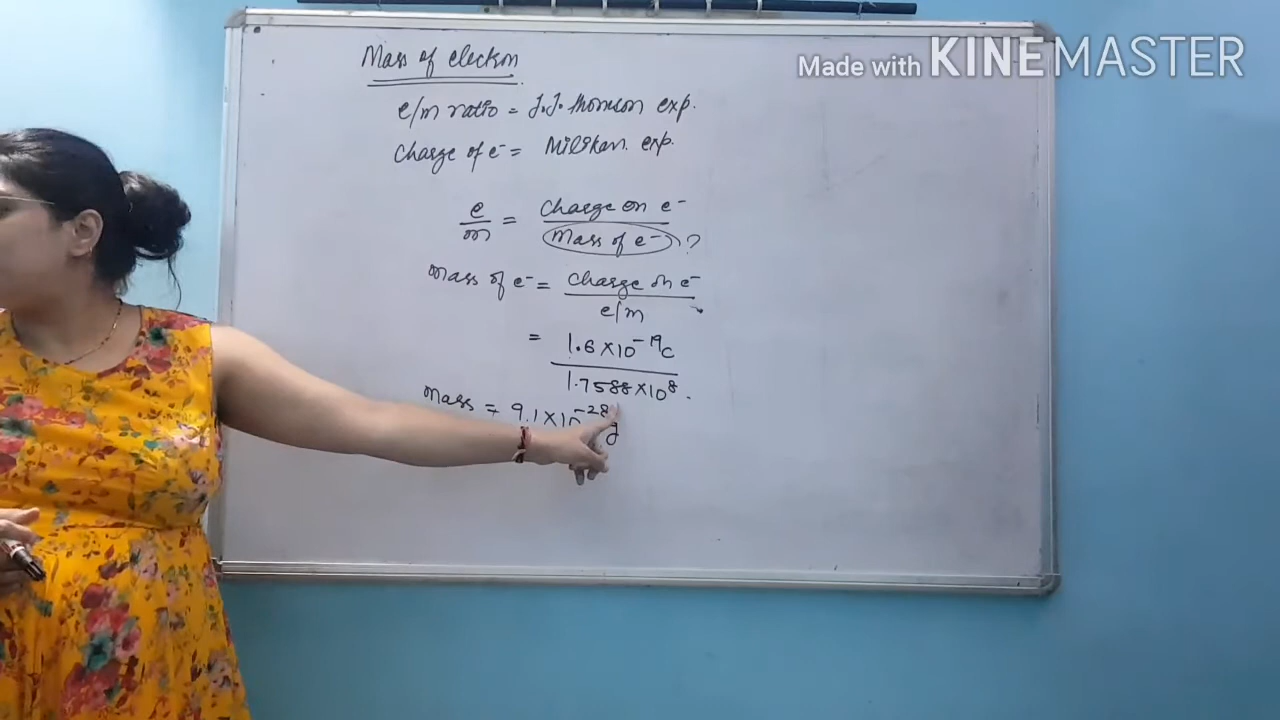 Made with KINEMASTER
Mass of electron
e/m ratio = J.J. Thomson exp.
Charge of e⁻ = Milikan. exp.
e/m = Charge on e⁻ / Mass of e⁻ ?
Mass of e⁻ = Charge on e⁻ / e/m
= 1.6 × 10⁻¹⁹ C / 1.7588 × 10⁸.
Mass = 9.1 × 10⁻²⁸ g